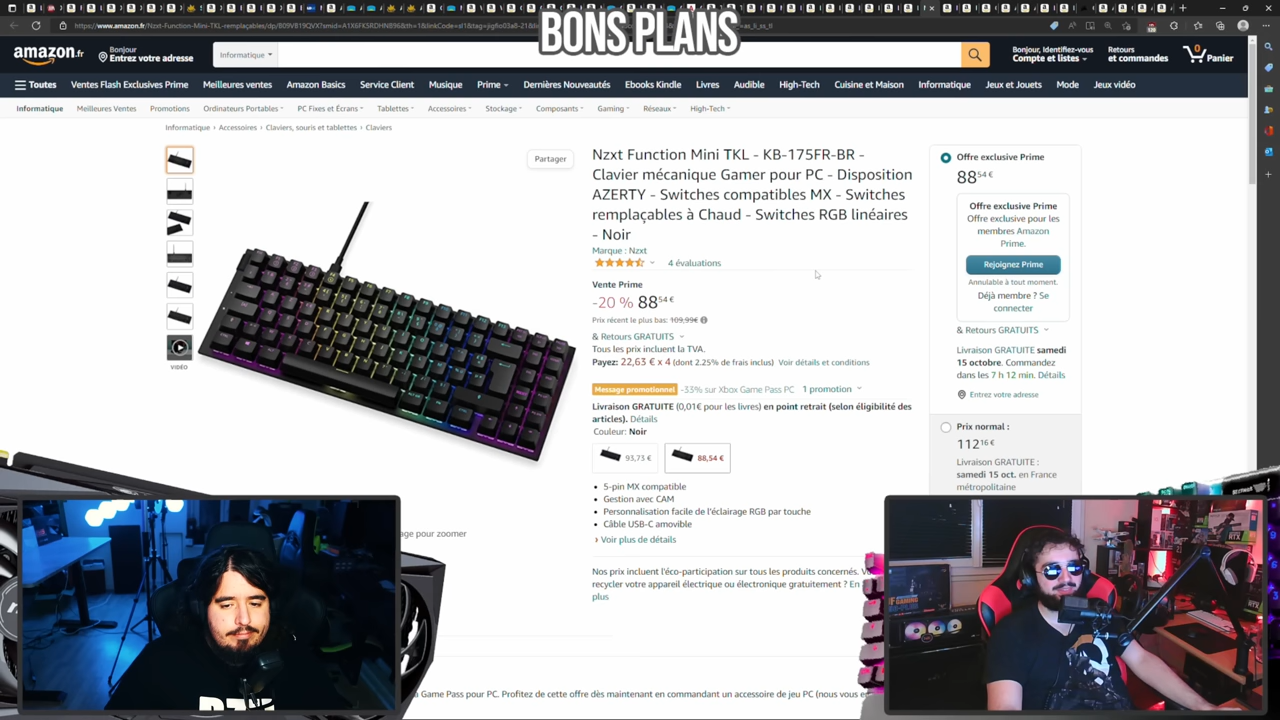 BONS PLANS
amazon.fr
Bonjour
Entrez votre adresse
Informatique
Bonjour, Identifiez-vous
Compte et listes
Retours
et commandes
0
Panier
Toutes
Ventes Flash Exclusives Prime
Meilleures ventes
Amazon Basics
Service Client
Musique
Prime
Dernières Nouveautés
Ebooks Kindle
Livres
Audible
High-Tech
Cuisine et Maison
Informatique
Jeux et Jouets
Mode
Jeux vidéo
Informatique
Meilleures Ventes
Promotions
Ordinateurs Portables
PC Fixes et Écrans
Tablettes
Accessoires
Stockage
Composants
Gaming
Réseaux
High-Tech
Informatique › Accessoires › Claviers, souris et tablettes › Claviers
Partager
VIDÉO
Nzxt Function Mini TKL - KB-175FR-BR -
Clavier mécanique Gamer pour PC - Disposition
AZERTY - Switches compatibles MX - Switches
remplaçables à Chaud - Switches RGB linéaires
- Noir
Marque : Nzxt
4 évaluations
Vente Prime
-20 % 88 54 €
Prix récent le plus bas: 109,99€
& Retours GRATUITS
Tous les prix incluent la TVA.
Payez: 22,63 € x 4 (dont 2.25% de frais inclus) Voir détails et conditions
Message promotionnel -33% sur Xbox Game Pass PC 1 promotion
Livraison GRATUITE (0,01€ pour les livres) en point retrait (selon éligibilité des
articles). Détails
Couleur: Noir
93,73 €
88,54 €
• 5-pin MX compatible
• Gestion avec CAM
• Personnalisation facile de l'éclairage RGB par touche
• Câble USB-C amovible
› Voir plus de détails
Nos prix incluent l'éco-participation sur tous les produits concernés. V
recycler votre appareil électrique ou électronique gratuitement ? En
plus
Offre exclusive Prime
88 54 €
Offre exclusive Prime
Offre exclusive pour les
membres Amazon
Prime.
Rejoignez Prime
Annulable à tout moment.
Déjà membre ? Se
connecter
& Retours GRATUITS
Livraison GRATUITE samedi
15 octobre. Commandez
dans les 7 h 12 min. Détails
Entrez votre adresse
Prix normal :
112 16 €
Livraison GRATUITE :
samedi 15 oct. en France
métropolitaine
age pour zoomer
Game Pass pour PC. Profitez de cette offre dès maintenant en commandant un accessoire de jeu PC (nous vous e